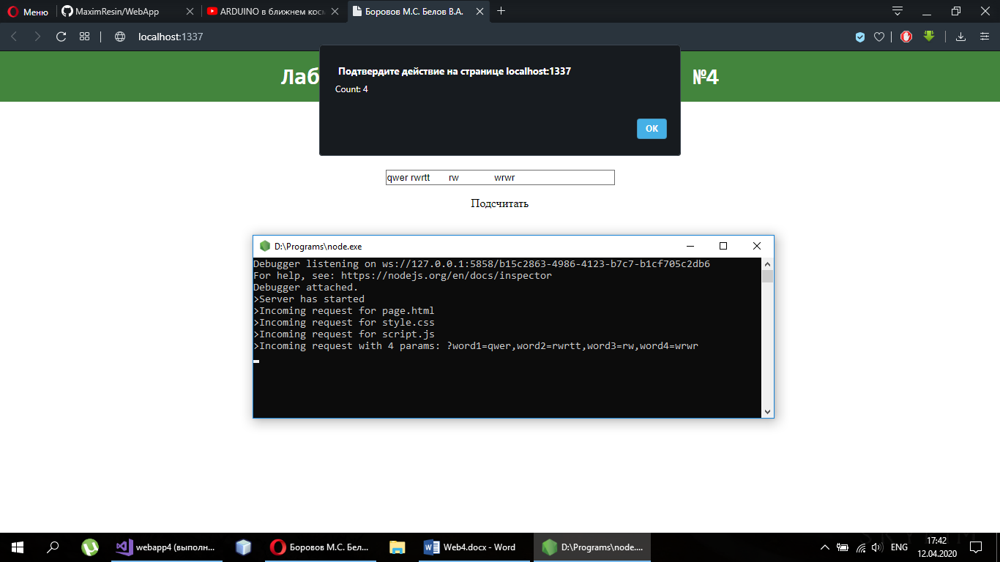 Меню
MaximResin/WebApp
ARDUINO в ближнем косм
Боровов М.С. Белов В.А.
localhost:1337
Лаб
№4
Подтвердите действие на странице localhost:1337
Count: 4
OK
qwer rwrtt rw wrwr
Подсчитать
D:\Programs\node.exe
Debugger listening on ws://127.0.0.1:5858/b15c2863-4986-4123-b7c7-b1cf705c2db6
For help, see: https://nodejs.org/en/docs/inspector
Debugger attached.
>Server has started
>Incoming request for page.html
>Incoming request for style.css
>Incoming request for script.js
>Incoming request with 4 params: ?word1=qwer,word2=rwrtt,word3=rw,word4=wrwr
webapp4 (выполн...
Боровов М.С. Бел...
Web4.docx - Word
D:\Programs\node....
ENG
17:42
12.04.2020